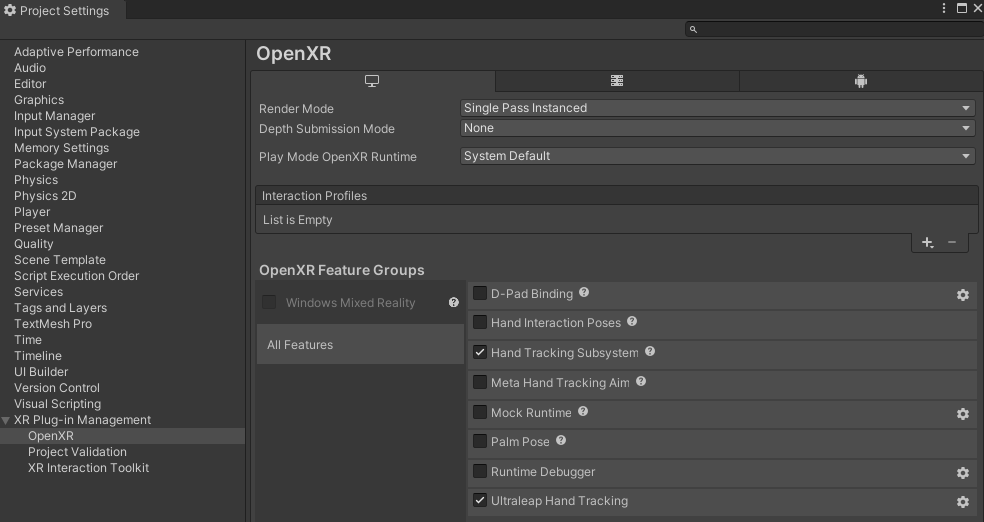 Project Settings
Adaptive Performance
Audio
Editor
Graphics
Input Manager
Input System Package
Memory Settings
Package Manager
Physics
Physics 2D
Player
Preset Manager
Quality
Scene Template
Script Execution Order
Services
Tags and Layers
TextMesh Pro
Time
Timeline
UI Builder
Version Control
Visual Scripting
XR Plug-in Management
OpenXR
Project Validation
XR Interaction Toolkit
OpenXR
Render Mode Single Pass Instanced
Depth Submission Mode None
Play Mode OpenXR Runtime System Default
Interaction Profiles
List is Empty
OpenXR Feature Groups
Windows Mixed Reality
All Features
D-Pad Binding
Hand Interaction Poses
Hand Tracking Subsystem
Meta Hand Tracking Aim
Mock Runtime
Palm Pose
Runtime Debugger
Ultraleap Hand Tracking